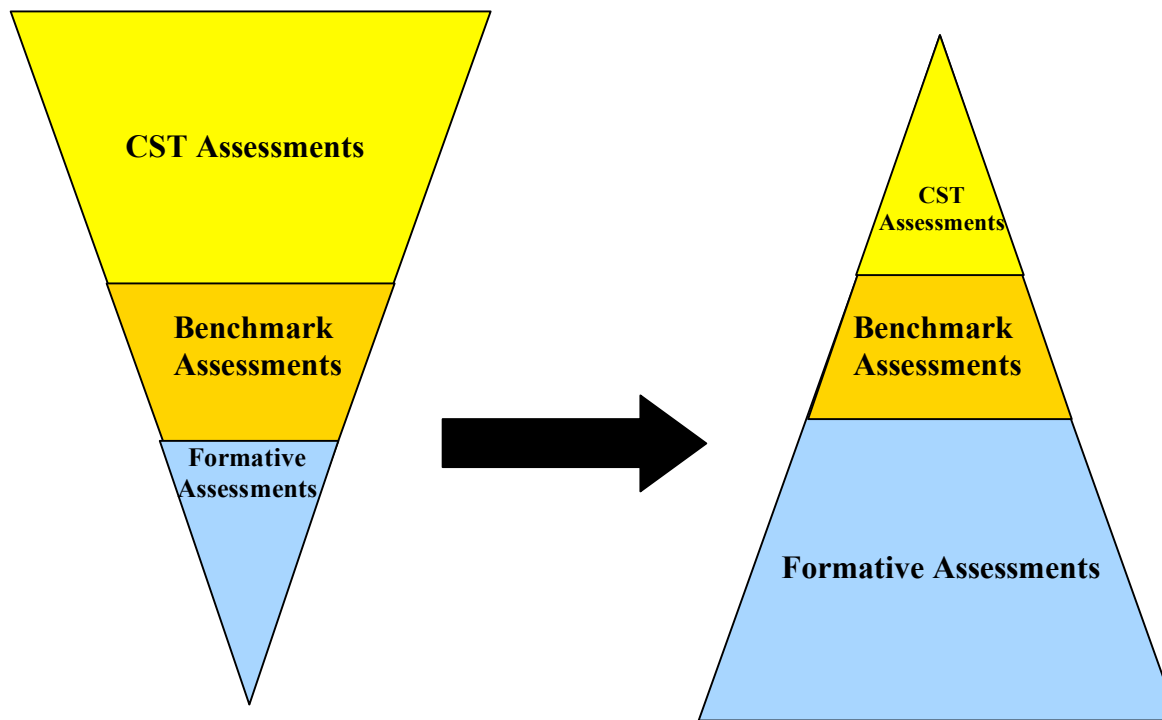 CST Assessments
Benchmark
Assessments
Formative
Assessments
CST
Assessments
Benchmark
Assessments
Formative Assessments